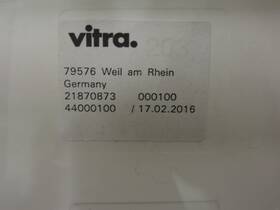 vitra.
79576 Weil am Rhein
Germany
21870873 000100
44000100 / 17.02.2016